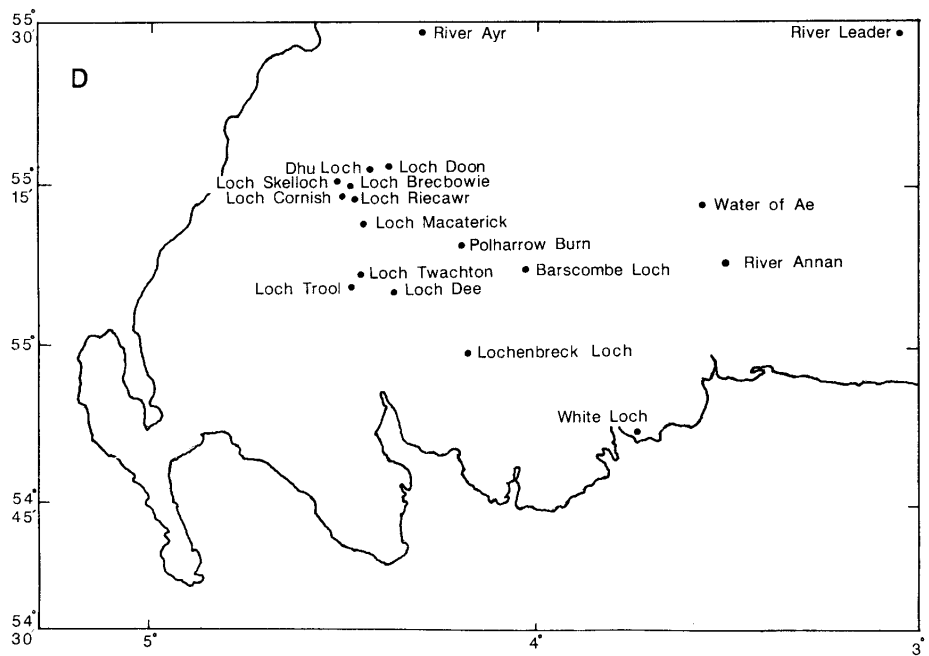 55°
30′
River Ayr
River Leader
D
Dhu Loch
Loch Doon
Loch Skelloch
Loch Brecbowie
55°
15′
Loch Cornish
Loch Riecawr
Water of Ae
Loch Macaterick
Polharrow Burn
River Annan
Loch Twachton
Barscombe Loch
Loch Trool
Loch Dee
55°
Lochenbreck Loch
White Loch
54°
45′
54°
30′
5°
4°
3°